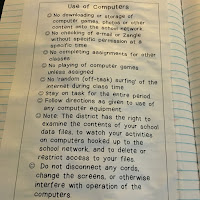 Use of Computers
☺ No downloading or storage of
computer games, photos or other
content onto the school network
☺ No checking of e-mail or Zangle
without specific permission at a
specific time
☺ No completing assignments for other
classes
☺ No playing of computer games
unless assigned
☺ No random (off-task) surfing of the
internet during class time
☺ Stay on task for the entire period
☺ Follow directions as given to use of
any computer equipment
☺ Note: The district has the right to
examine the contents of your school
data files, to watch your activities
on computers hooked up to the
school network, and to delete or
restrict access to your files.
☺ Do not disconnect any cords,
change the screens, or otherwise
interfere with operation of the
computers